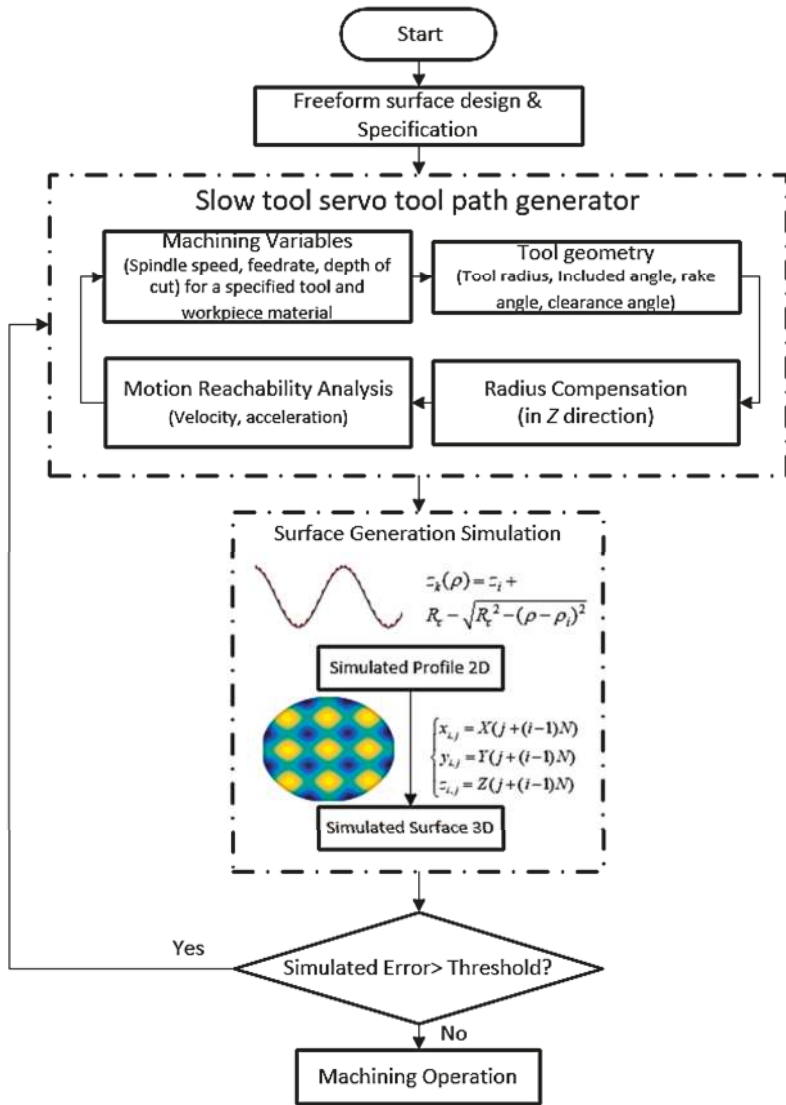 Start
Freeform surface design &
Specification
Slow tool servo tool path generator
Machining Variables
(Spindle speed, feedrate, depth of
cut) for a specified tool and
workpiece material
Tool geometry
(Tool radius, Included angle, rake
angle, clearance angle)
Motion Reachability Analysis
(Velocity, acceleration)
Radius Compensation
(in Z direction)
Surface Generation Simulation
z_k(ρ) = z_i +
R_ε − √(R_ε² − (ρ − ρ_i)²)
Simulated Profile 2D
x_{i,j} = X(j+(i−1)N)
y_{i,j} = Y(j+(i−1)N)
z_{i,j} = Z(j+(i−1)N)
Simulated Surface 3D
Yes
Simulated Error> Threshold?
No
Machining Operation